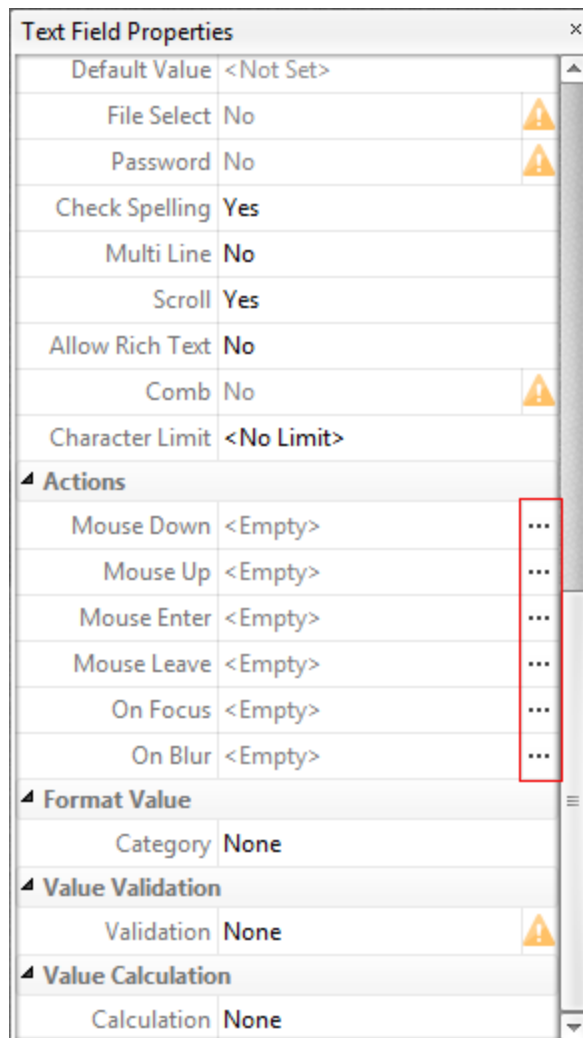 Text Field Properties
Default Value <Not Set>
File Select No
Password No
Check Spelling Yes
Multi Line No
Scroll Yes
Allow Rich Text No
Comb No
Character Limit <No Limit>
Actions
Mouse Down <Empty> ...
Mouse Up <Empty> ...
Mouse Enter <Empty> ...
Mouse Leave <Empty> ...
On Focus <Empty> ...
On Blur <Empty> ...
Format Value
Category None
Value Validation
Validation None
Value Calculation
Calculation None